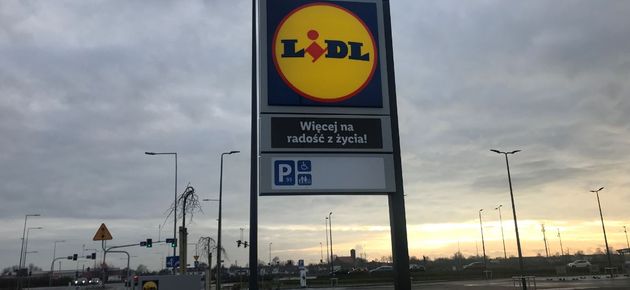 LIDL
Więcej na
radość z życia!
P